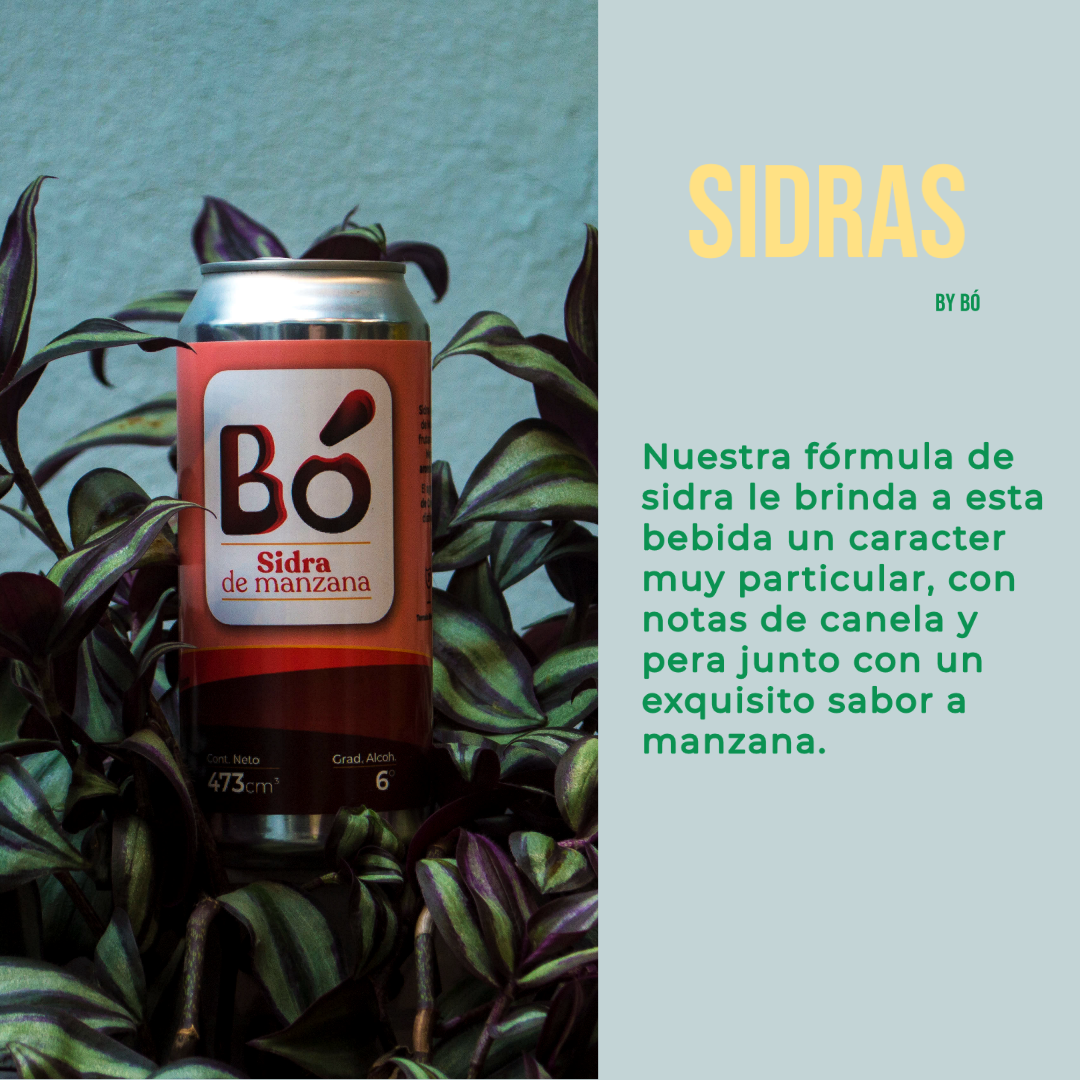 SIDRAS
BY BÓ
Nuestra fórmula de
sidra le brinda a esta
bebida un caracter
muy particular, con
notas de canela y
pera junto con un
exquisito sabor a
manzana.
Bó
Sidra
de manzana
Cont. Neto
473cm³
Grad. Alcoh.
6°